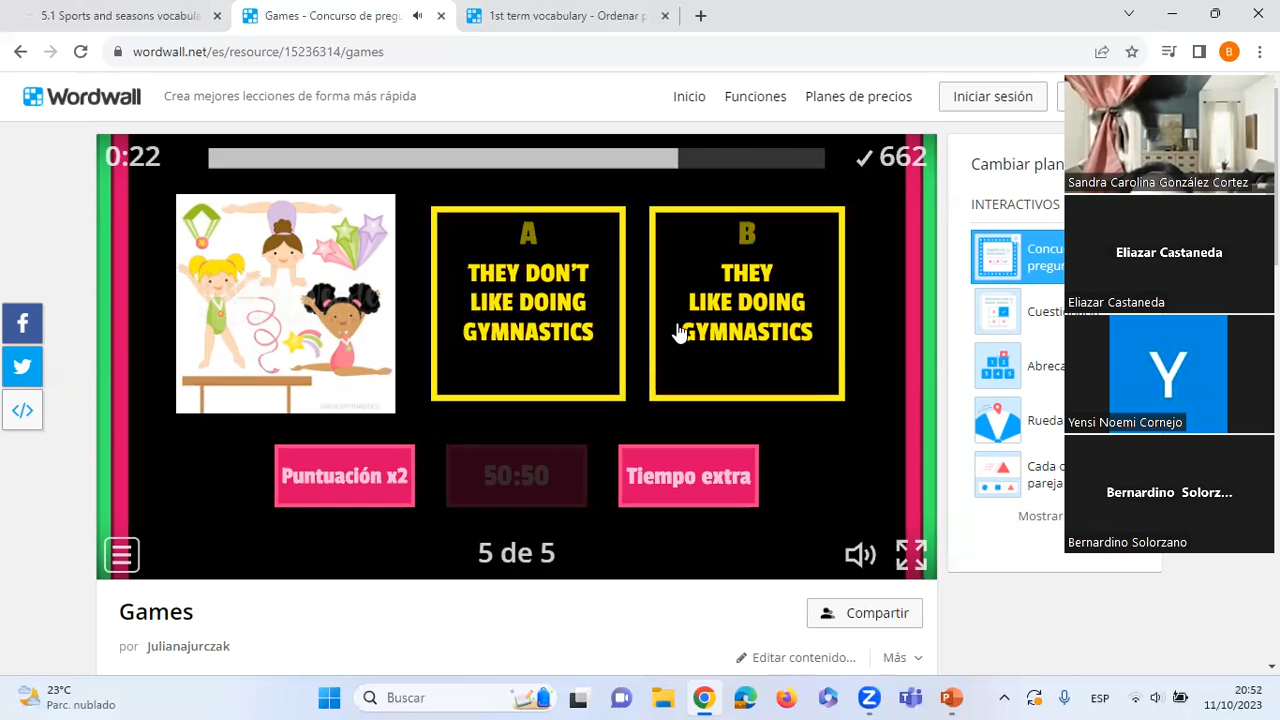 5.1 Sports and seasons vocabula
Games - Concurso de pregu
1st term vocabulary - Ordenar p
wordwall.net/es/resource/15236314/games
B
Wordwall
Crea mejores lecciones de forma más rápida
Inicio
Funciones
Planes de precios
Iniciar sesión
0:22
662
A
THEY DON'T
LIKE DOING
GYMNASTICS
B
THEY
LIKE DOING
GYMNASTICS
Puntuación x2
50:50
Tiempo extra
5 de 5
Cambiar plan
INTERACTIVOS
Concu
pregu
Cuesti
Abreca
Rueda
Cada o
pareja
Mostrar
Sandra Carolina González Cortez
Eliazar Castaneda
Eliazar Castaneda
Y
Yensi Noemi Cornejo
Bernardino Solorz...
Bernardino Solorzano
Games
por Julianajurczak
Compartir
Editar contenido...
Más
23°C
Parc. nublado
Buscar
ESP
20:52
11/10/2023